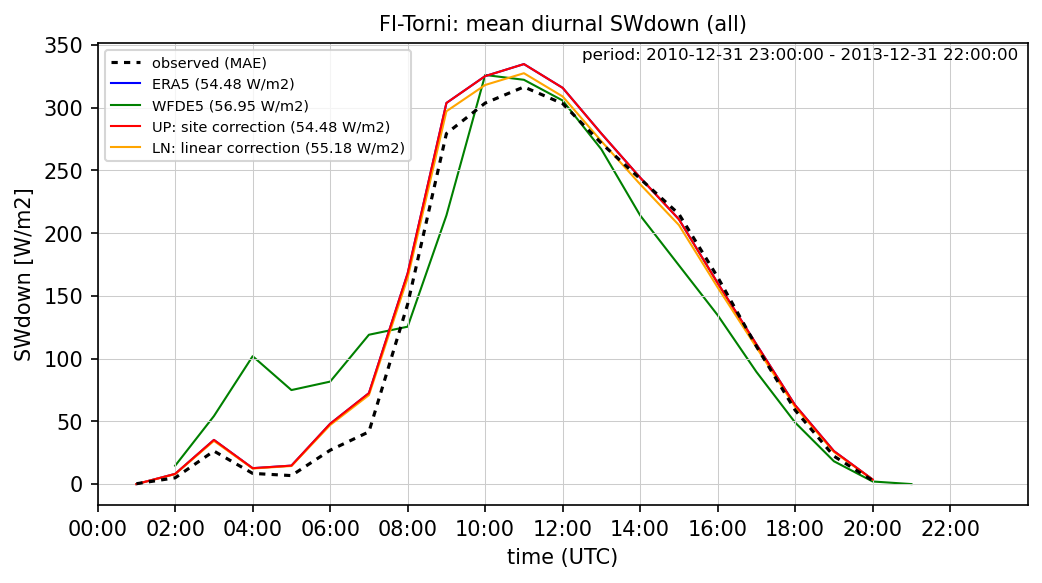 FI-Torni: mean diurnal SWdown (all)
period: 2010-12-31 23:00:00 - 2013-12-31 22:00:00
observed (MAE)
ERA5 (54.48 W/m2)
WFDE5 (56.95 W/m2)
UP: site correction (54.48 W/m2)
LN: linear correction (55.18 W/m2)
SWdown [W/m2]
350
300
250
200
150
100
50
0
00:00 02:00 04:00 06:00 08:00 10:00 12:00 14:00 16:00 18:00 20:00 22:00
time (UTC)